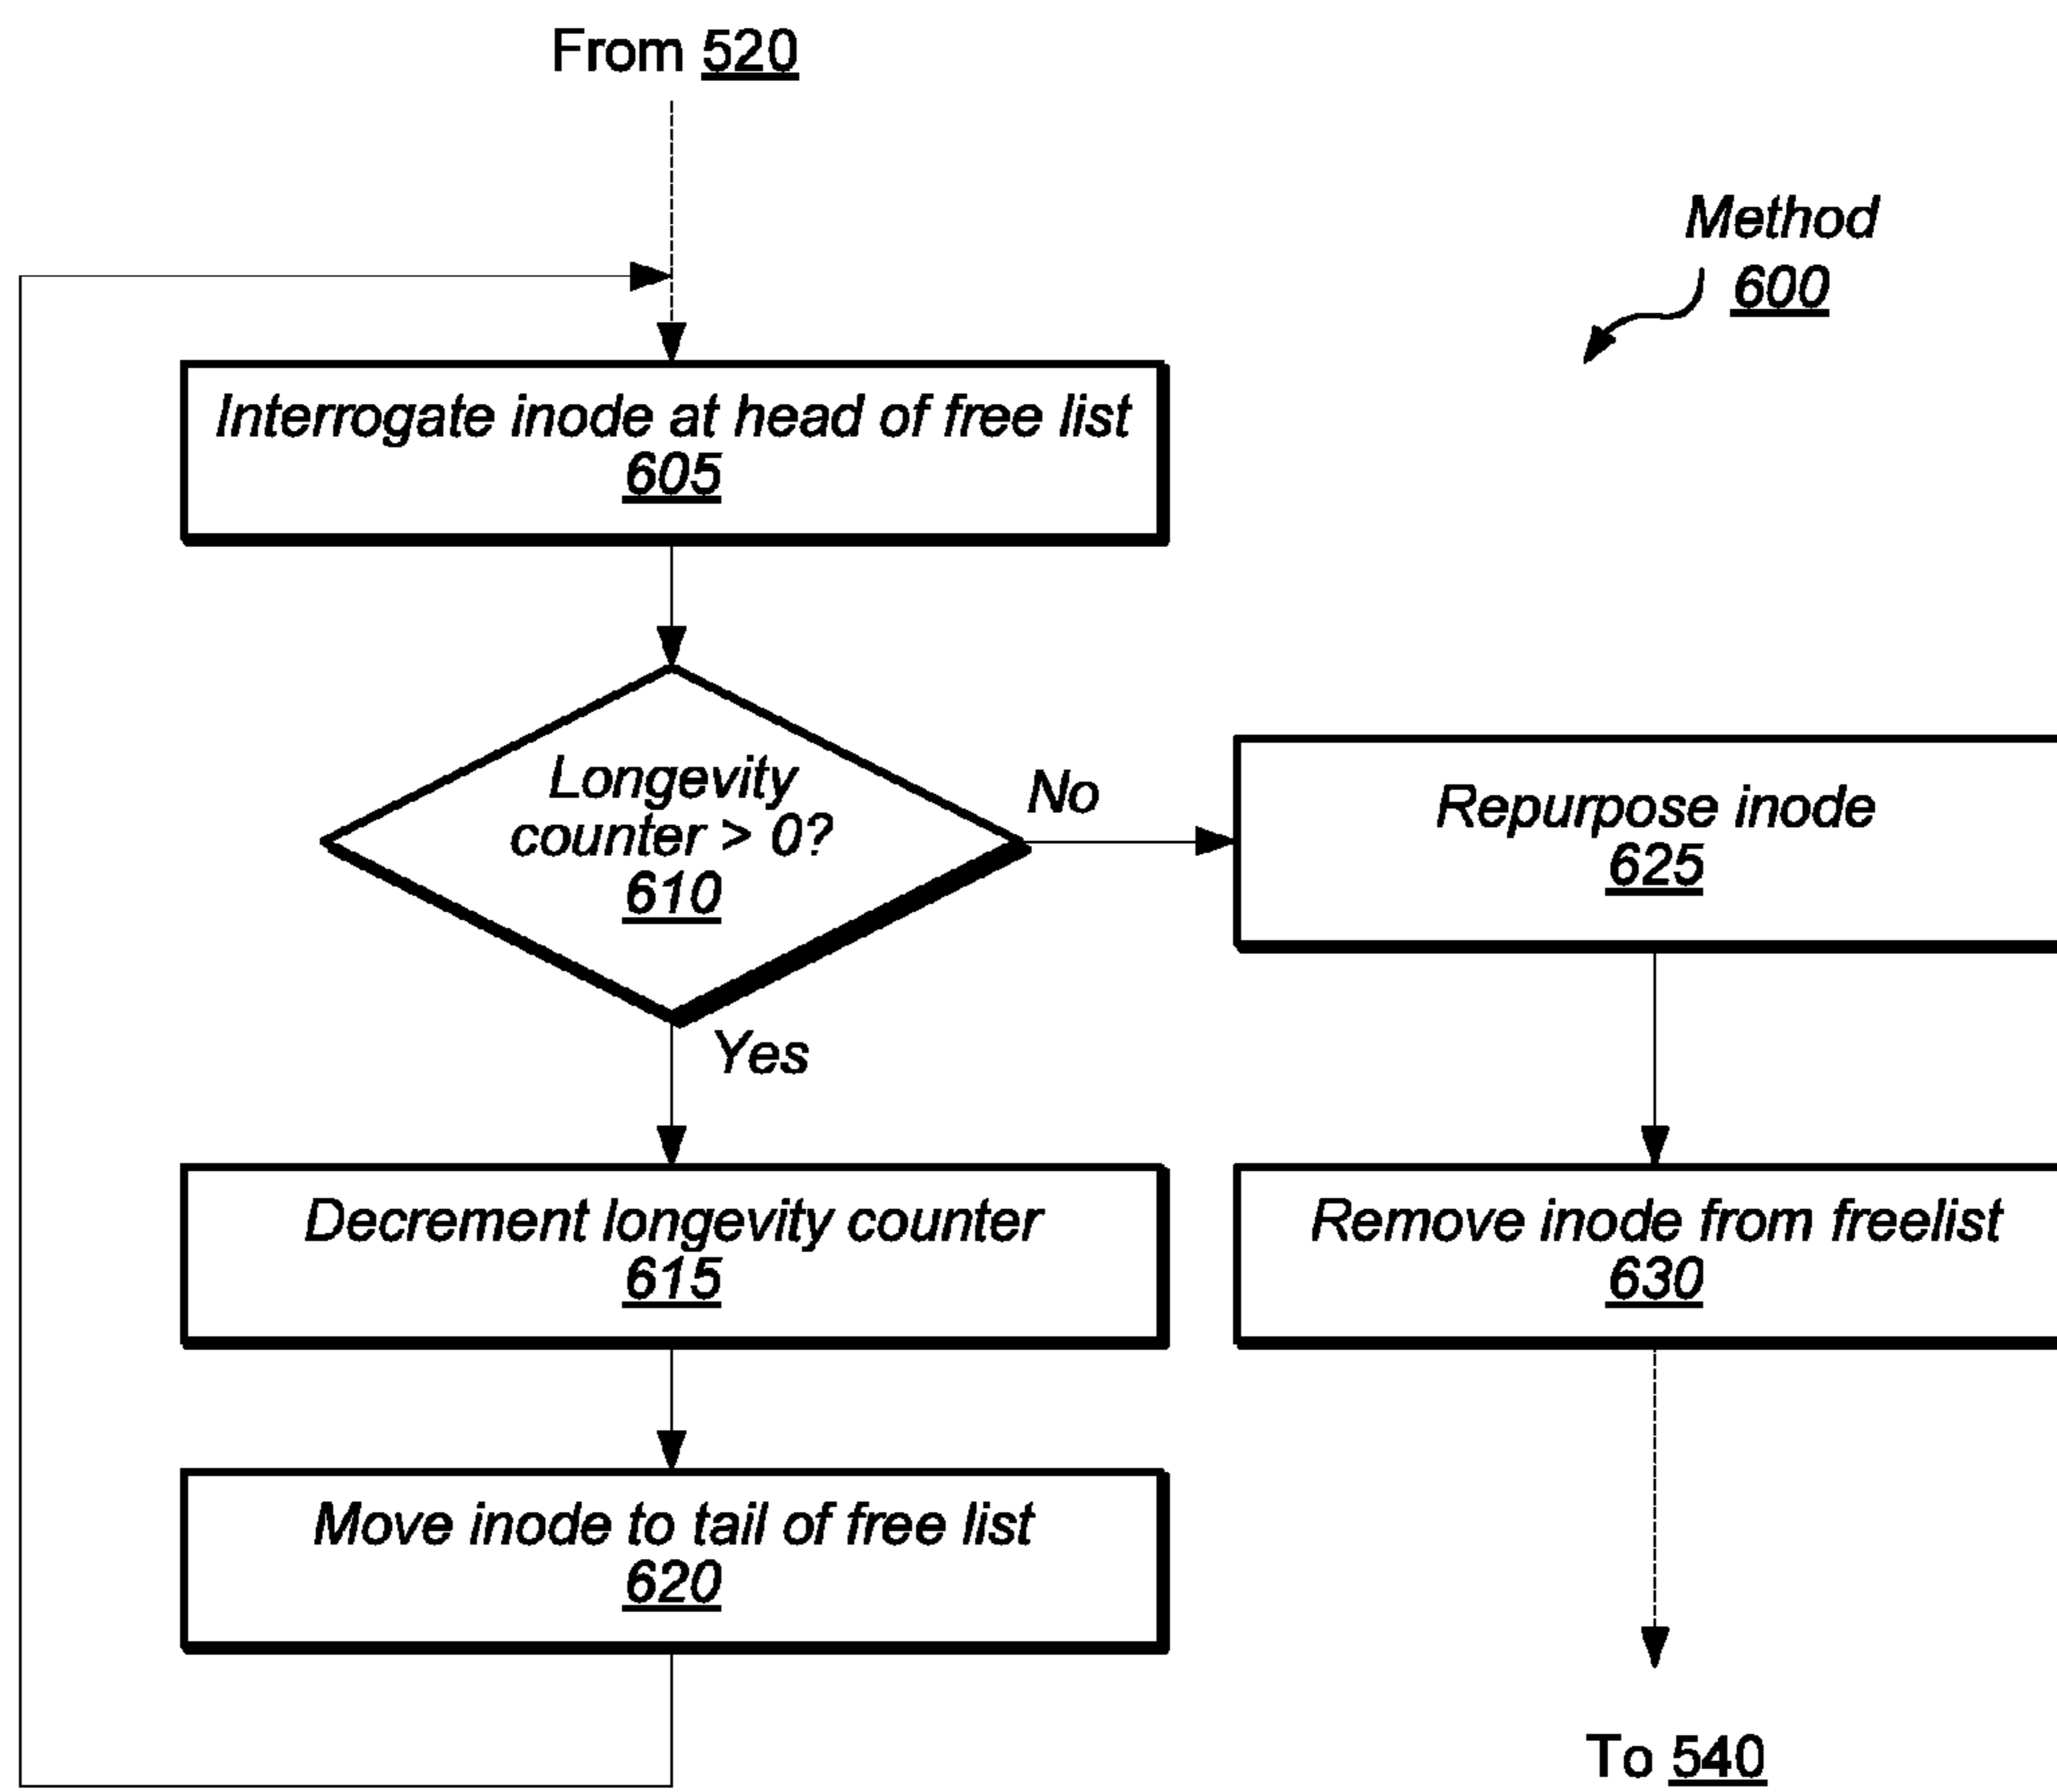 From 520
Method
600
Interrogate inode at head of free list
605
Longevity
counter > 0?
610
No
Yes
Repurpose inode
625
Decrement longevity counter
615
Remove inode from freelist
630
Move inode to tail of free list
620
To 540